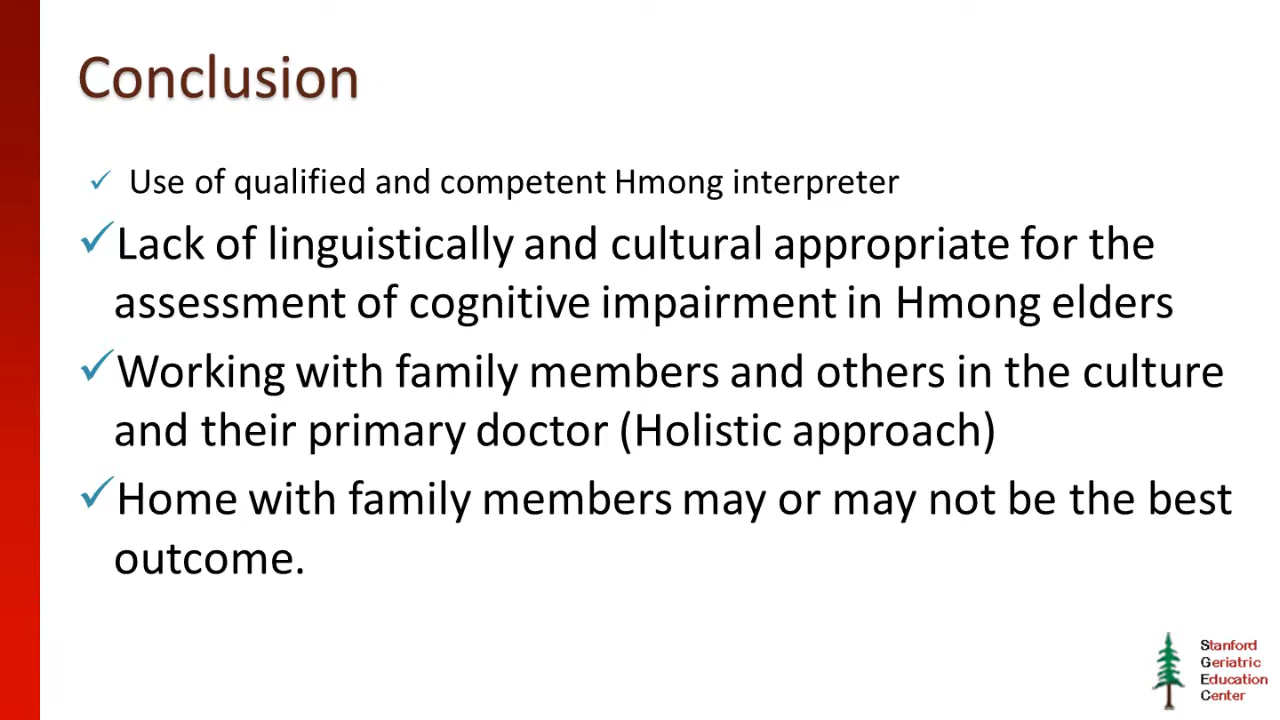 Conclusion
✓ Use of qualified and competent Hmong interpreter
✓Lack of linguistically and cultural appropriate for the
assessment of cognitive impairment in Hmong elders
✓Working with family members and others in the culture
and their primary doctor (Holistic approach)
✓Home with family members may or may not be the best
outcome.
Stanford
Geriatric
Education
Center